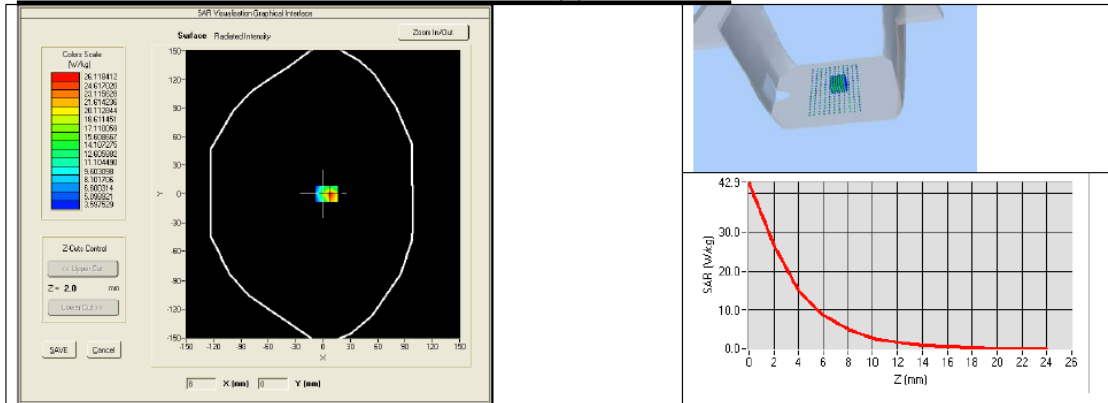 SAR Visualisation Graphical Interface
Surface Radiated Intensity
Zoom In/Out
Colors Scale
(W/kg)
26.118412
24.617020
23.115628
21.614236
20.112844
18.611451
17.110059
15.608667
14.107275
12.605882
11.104490
9.603098
8.101706
6.600314
5.098921
3.597529
Z-Cuts Control
<< Upper Cut
Z = 2.0 mm
Lower Cut >>
SAVE Cancel
150-
120-
90-
60-
30-
0-
-30-
-60-
-90-
-120-
-150-
Y
-150 -120 -90 -60 -30 0 30 60 90 120 150
X
8 X (mm) 0 Y (mm)
42.9
30.0
20.0
10.0
0.0
SAR (W/kg)
0 2 4 6 8 10 12 14 16 18 20 22 24 26
Z (mm)